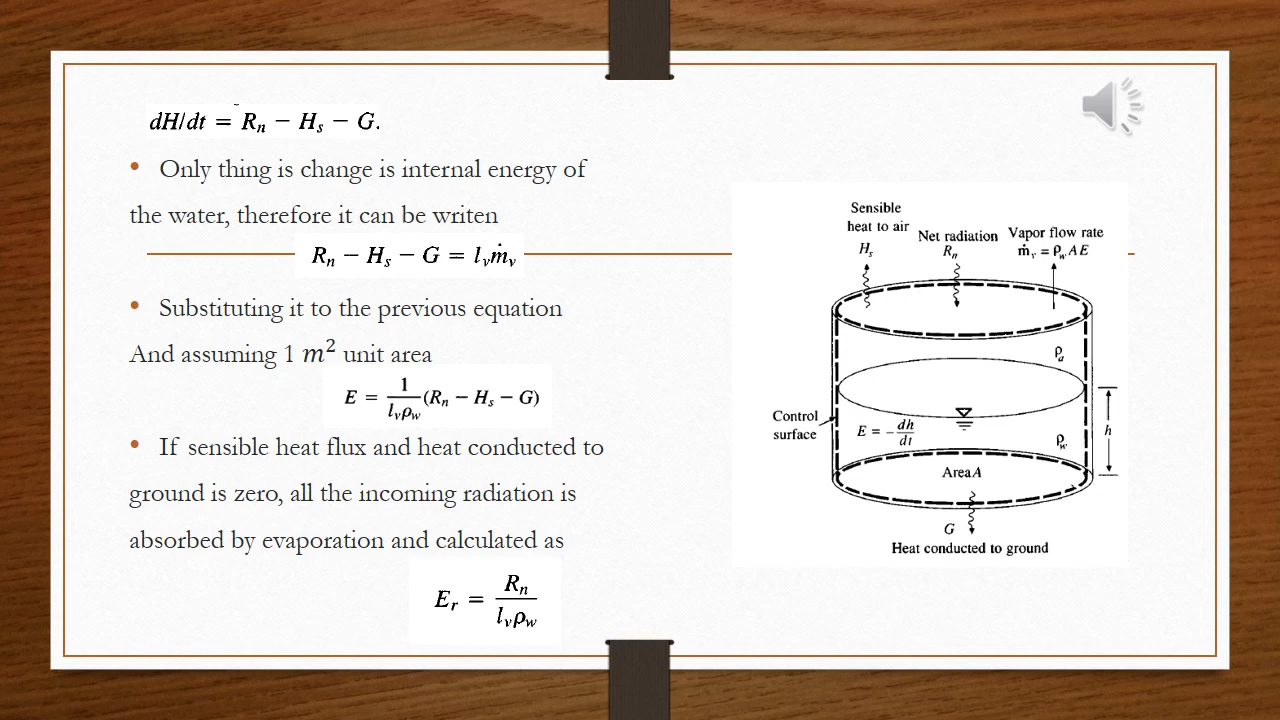 dH/dt = Rₙ − Hₛ − G.
• Only thing is change is internal energy of
the water, therefore it can be writen
Rₙ − Hₛ − G = lᵥṁᵥ
• Substituting it to the previous equation
And assuming 1 m² unit area
E = 1/(lᵥρ_w) (Rₙ − Hₛ − G)
• If sensible heat flux and heat conducted to
ground is zero, all the incoming radiation is
absorbed by evaporation and calculated as
Eᵣ = Rₙ/(lᵥρ_w)
Sensible
heat to air
Hₛ
Net radiation
Rₙ
Vapor flow rate
ṁᵥ = ρ_w A E
ρₐ
Control
surface
E = − dh/dt
ρ_w
h
Area A
G
Heat conducted to ground